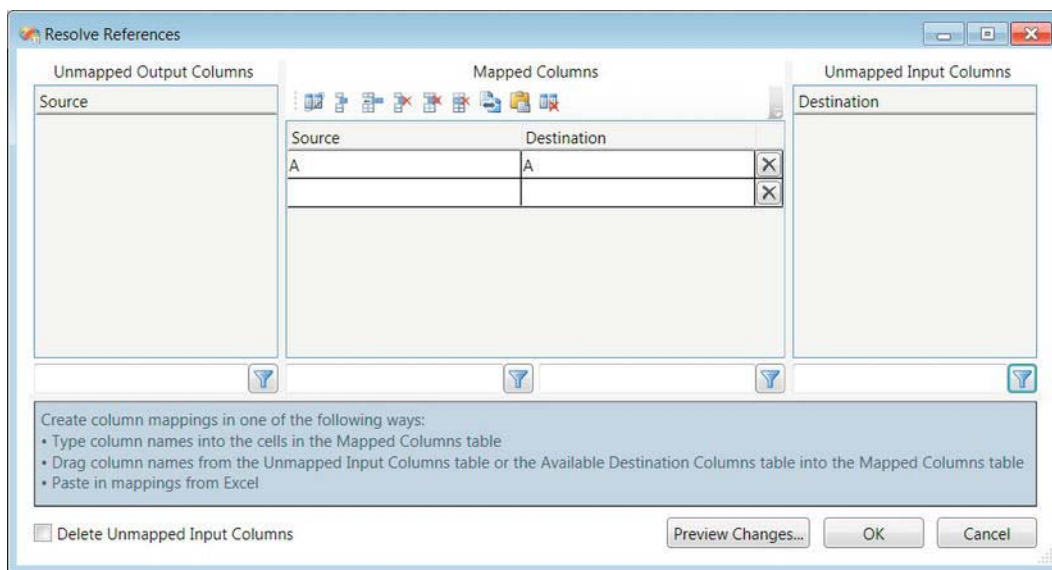 Resolve References
Unmapped Output Columns
Mapped Columns
Unmapped Input Columns
Source
Destination
Source
Destination
A
A
Create column mappings in one of the following ways:
• Type column names into the cells in the Mapped Columns table
• Drag column names from the Unmapped Input Columns table or the Available Destination Columns table into the Mapped Columns table
• Paste in mappings from Excel
Delete Unmapped Input Columns
Preview Changes...
OK
Cancel